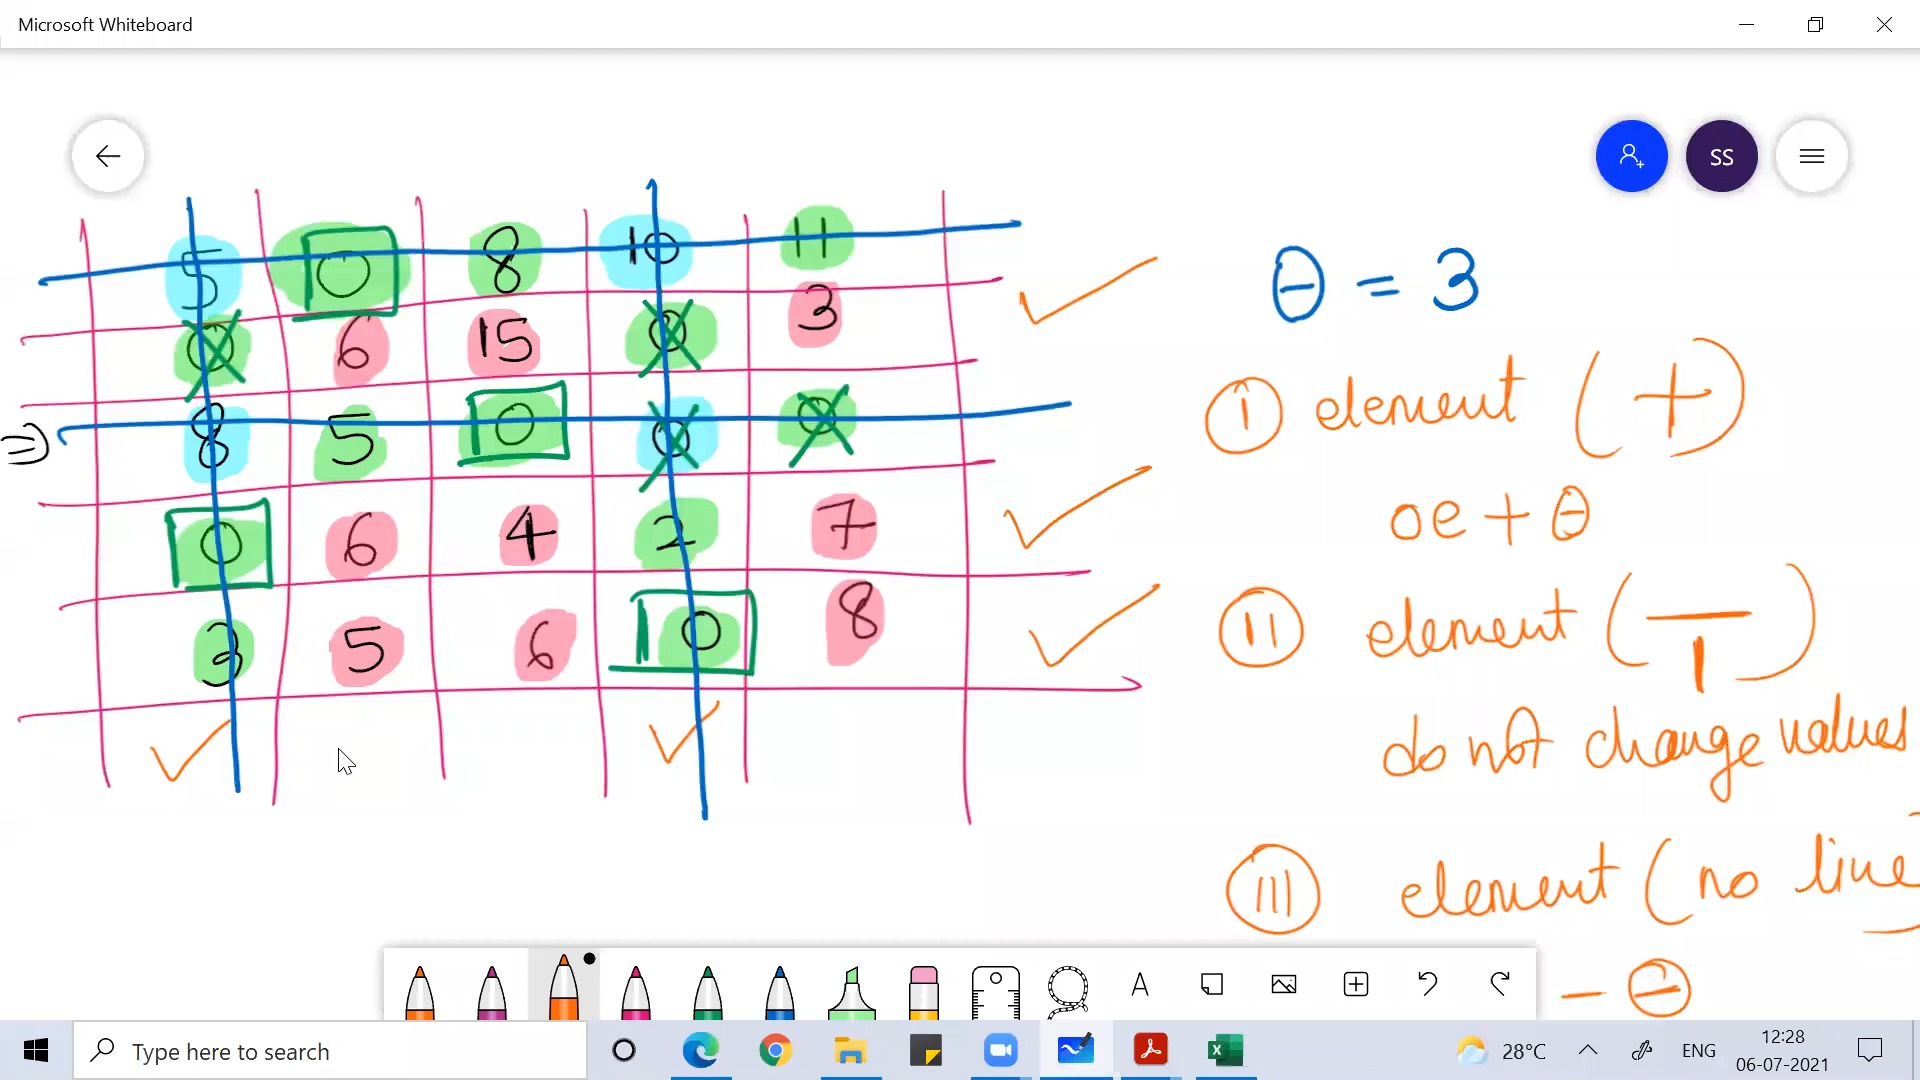 Microsoft Whiteboard
SS
5 0 8 10 11
0 6 15 0 3
8 5 0 0 0
0 6 4 2 7
3 5 6 10 8
θ = 3
I element (+)
oe + θ
II element (
do not change values
III element (no line)
- θ
A
Type here to search
28°C
ENG
12:28
06-07-2021